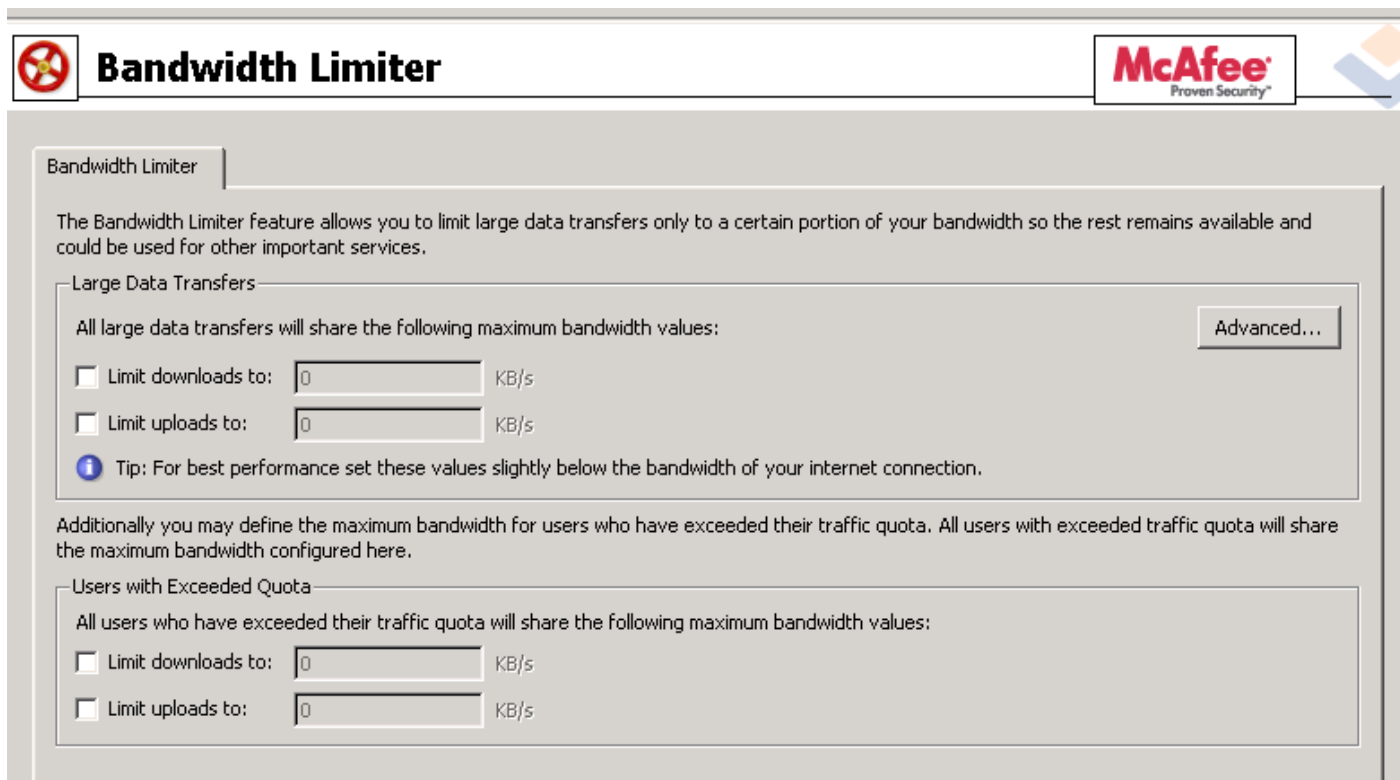 Bandwidth Limiter
McAfee®
Proven Security™
Bandwidth Limiter
The Bandwidth Limiter feature allows you to limit large data transfers only to a certain portion of your bandwidth so the rest remains available and
could be used for other important services.
Large Data Transfers
All large data transfers will share the following maximum bandwidth values:
Advanced...
Limit downloads to: 0 KB/s
Limit uploads to: 0 KB/s
Tip: For best performance set these values slightly below the bandwidth of your internet connection.
Additionally you may define the maximum bandwidth for users who have exceeded their traffic quota. All users with exceeded traffic quota will share
the maximum bandwidth configured here.
Users with Exceeded Quota
All users who have exceeded their traffic quota will share the following maximum bandwidth values:
Limit downloads to: 0 KB/s
Limit uploads to: 0 KB/s